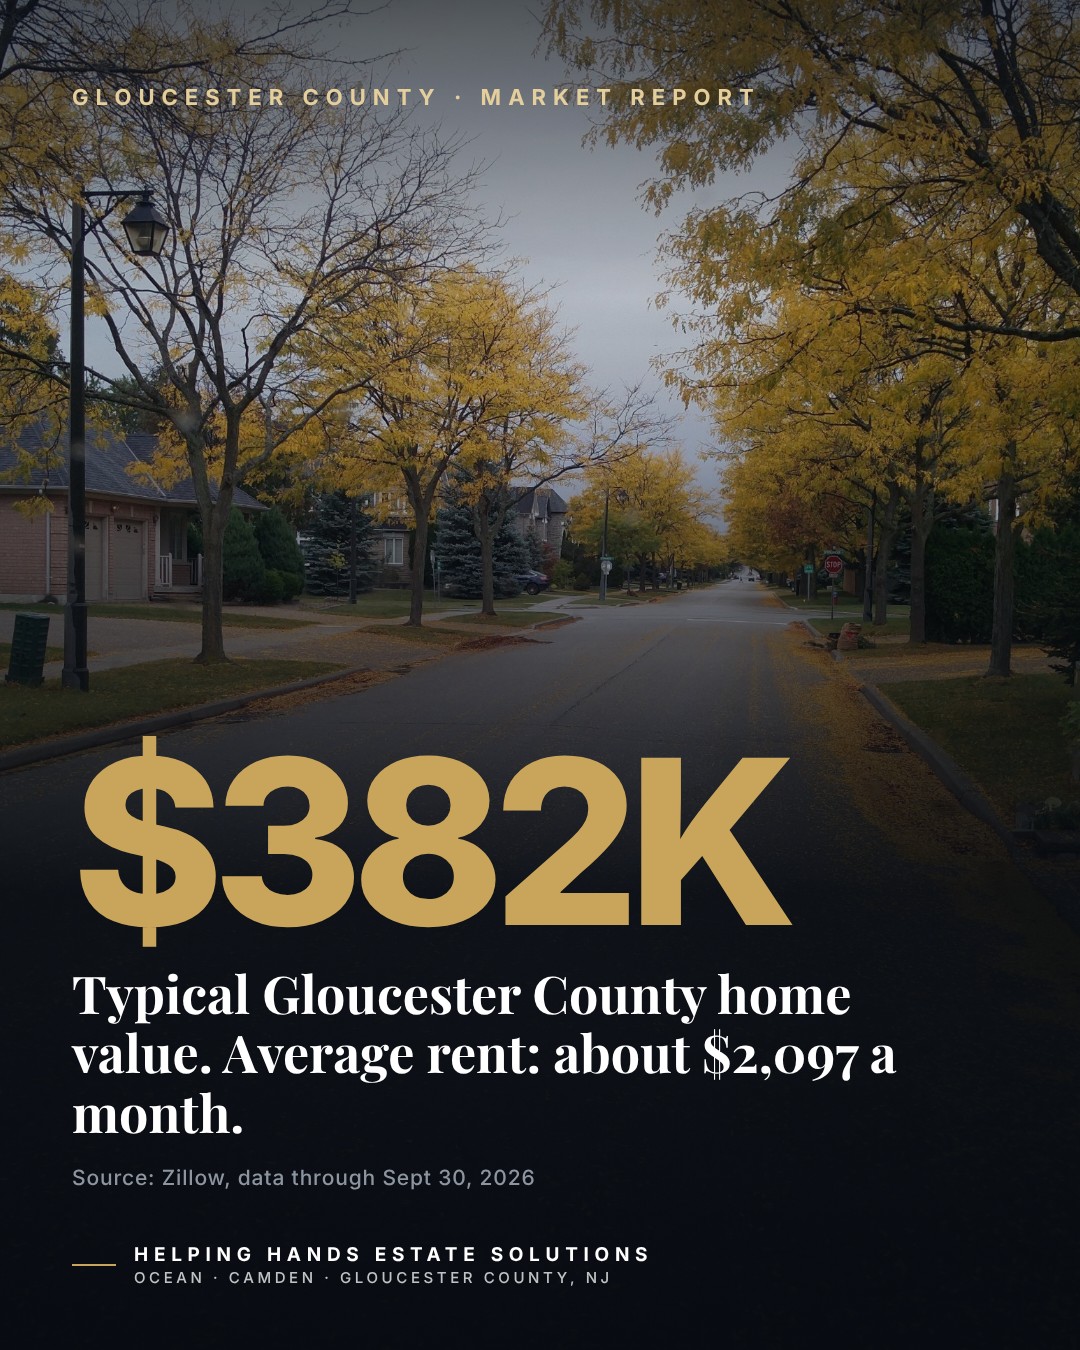 GLOUCESTER COUNTY · MARKET REPORT
STOP
$382K
Typical Gloucester County home
value. Average rent: about $2,097 a
month.
Source: Zillow, data through Sept 30, 2026
HELPING HANDS ESTATE SOLUTIONS
OCEAN · CAMDEN · GLOUCESTER COUNTY, NJ